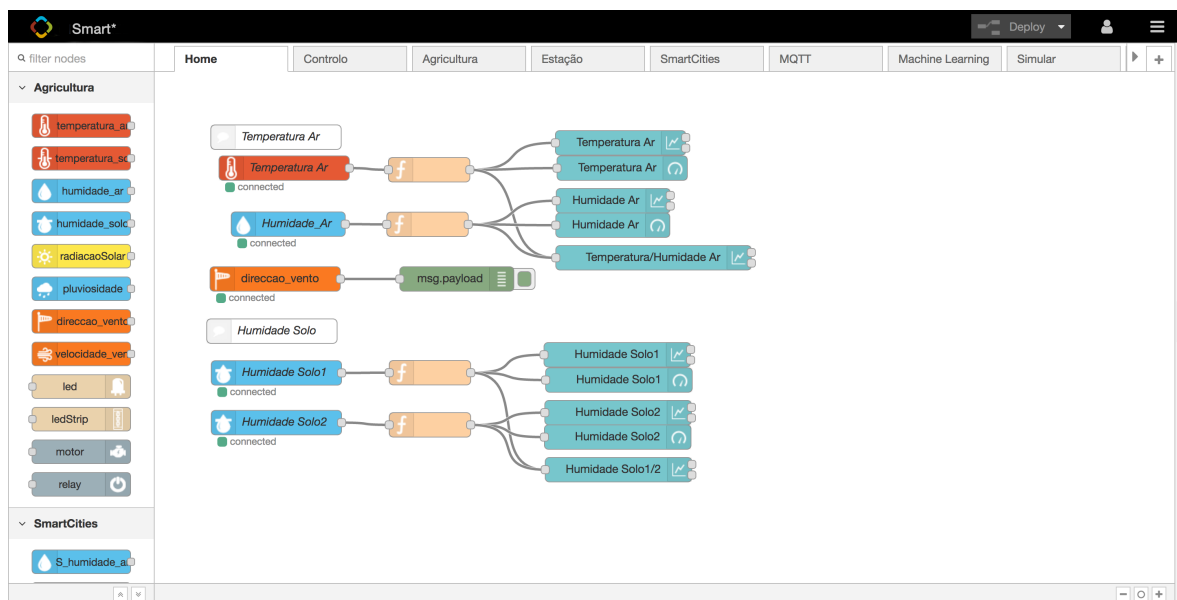 Smart*
Deploy
filter nodes
Home
Controlo
Agricultura
Estação
SmartCities
MQTT
Machine Learning
Simular
Agricultura
temperatura_ar
temperatura_so
humidade_ar
humidade_solo
radiacaoSolar
pluviosidade
direccao_vento
velocidade_ven
led
ledStrip
motor
relay
SmartCities
S_humidade_a
Temperatura Ar
Temperatura Ar
connected
Temperatura Ar
Temperatura Ar
Humidade_Ar
connected
Humidade Ar
Humidade Ar
Temperatura/Humidade Ar
direccao_vento
connected
msg.payload
Humidade Solo
Humidade Solo1
connected
Humidade Solo1
Humidade Solo1
Humidade Solo2
connected
Humidade Solo2
Humidade Solo2
Humidade Solo1/2